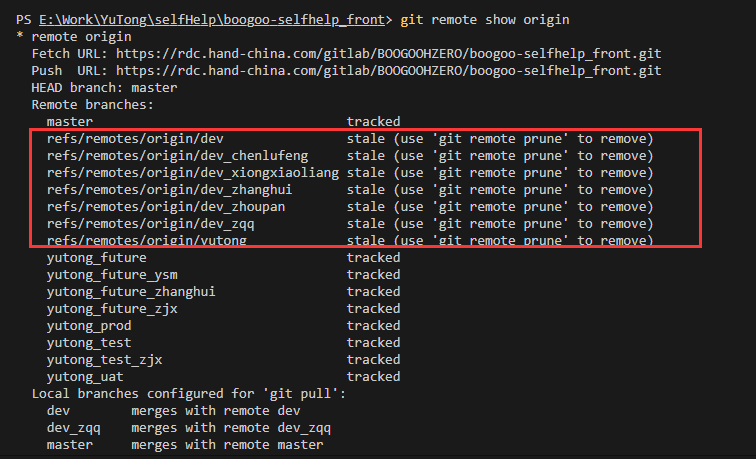 PS E:\Work\YuTong\selfHelp\boogoo-selfhelp_front> git remote show origin
* remote origin
Fetch URL: https://rdc.hand-china.com/gitlab/BOOGOOHZERO/boogoo-selfhelp_front.git
Push  URL: https://rdc.hand-china.com/gitlab/BOOGOOHZERO/boogoo-selfhelp_front.git
HEAD branch: master
Remote branches:
master tracked
refs/remotes/origin/dev stale (use 'git remote prune' to remove)
refs/remotes/origin/dev_chenlufeng stale (use 'git remote prune' to remove)
refs/remotes/origin/dev_xiongxiaoliang stale (use 'git remote prune' to remove)
refs/remotes/origin/dev_zhanghui stale (use 'git remote prune' to remove)
refs/remotes/origin/dev_zhoupan stale (use 'git remote prune' to remove)
refs/remotes/origin/dev_zqq stale (use 'git remote prune' to remove)
refs/remotes/origin/yutong stale (use 'git remote prune' to remove)
yutong_future tracked
yutong_future_ysm tracked
yutong_future_zhanghui tracked
yutong_future_zjx tracked
yutong_prod tracked
yutong_test tracked
yutong_test_zjx tracked
yutong_uat tracked
Local branches configured for 'git pull':
dev merges with remote dev
dev_zqq merges with remote dev_zqq
master merges with remote master